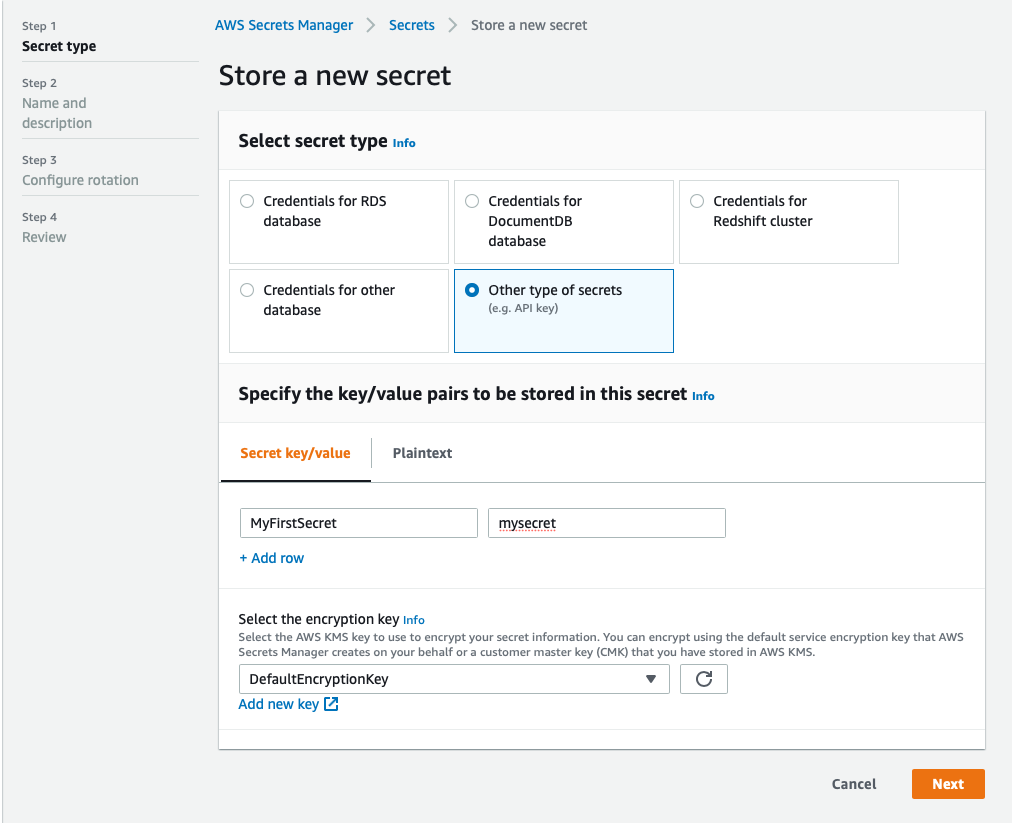 Step 1
Secret type
Step 2
Name and
description
Step 3
Configure rotation
Step 4
Review
AWS Secrets Manager > Secrets > Store a new secret
Store a new secret
Select secret type Info
Credentials for RDS
database
Credentials for
DocumentDB
database
Credentials for
Redshift cluster
Credentials for other
database
Other type of secrets
(e.g. API key)
Specify the key/value pairs to be stored in this secret Info
Secret key/value Plaintext
MyFirstSecret mysecret
+ Add row
Select the encryption key Info
Select the AWS KMS key to use to encrypt your secret information. You can encrypt using the default service encryption key that AWS
Secrets Manager creates on your behalf or a customer master key (CMK) that you have stored in AWS KMS.
DefaultEncryptionKey
Add new key
Cancel Next